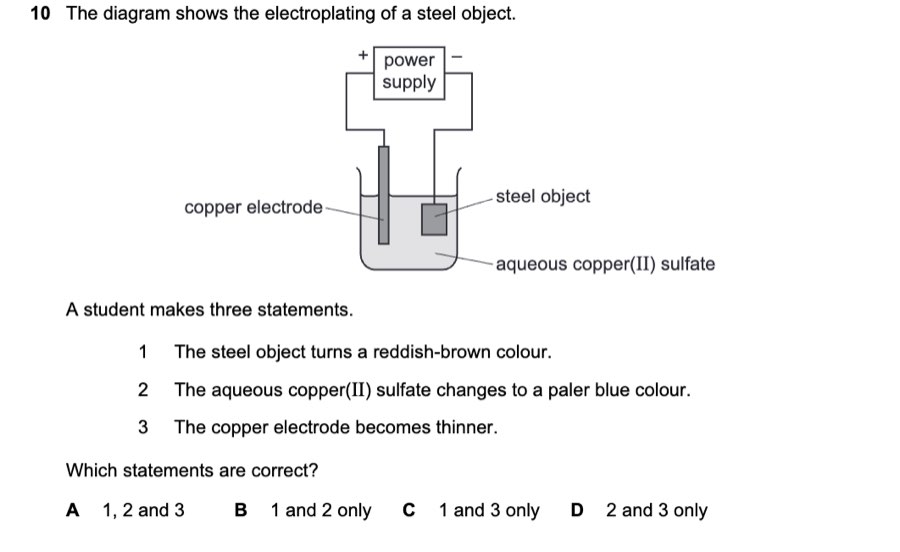 10 The diagram shows the electroplating of a steel object.
+ power supply −
copper electrode
steel object
aqueous copper(II) sulfate
A student makes three statements.
1 The steel object turns a reddish-brown colour.
2 The aqueous copper(II) sulfate changes to a paler blue colour.
3 The copper electrode becomes thinner.
Which statements are correct?
A 1, 2 and 3 B 1 and 2 only C 1 and 3 only D 2 and 3 only